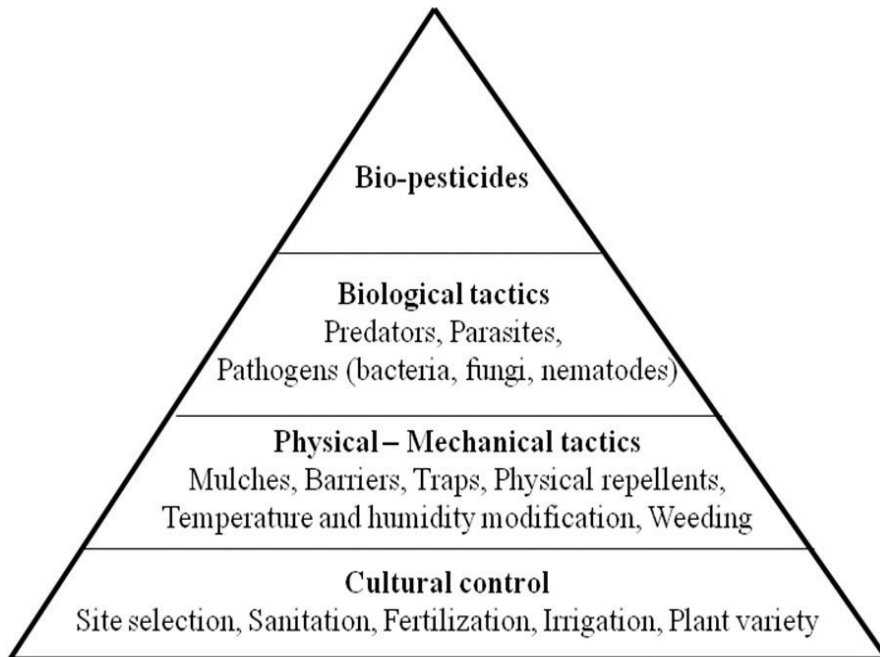 Bio-pesticides
Biological tactics
Predators, Parasites,
Pathogens (bacteria, fungi, nematodes)
Physical – Mechanical tactics
Mulches, Barriers, Traps, Physical repellents,
Temperature and humidity modification, Weeding
Cultural control
Site selection, Sanitation, Fertilization, Irrigation, Plant variety